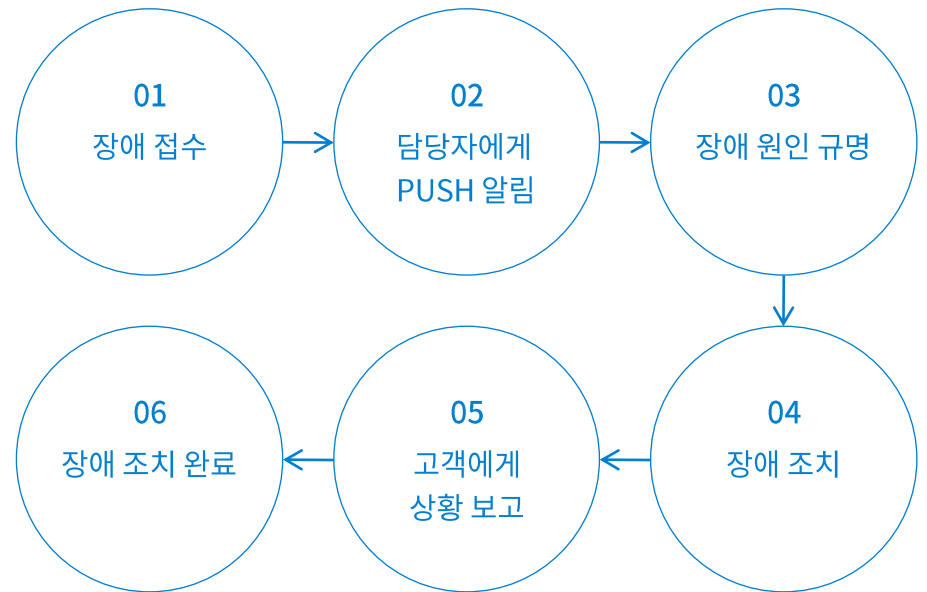 01
장애 접수
02
담당자에게
PUSH 알림
03
장애 원인 규명
04
장애 조치
05
고객에게
상황 보고
06
장애 조치 완료